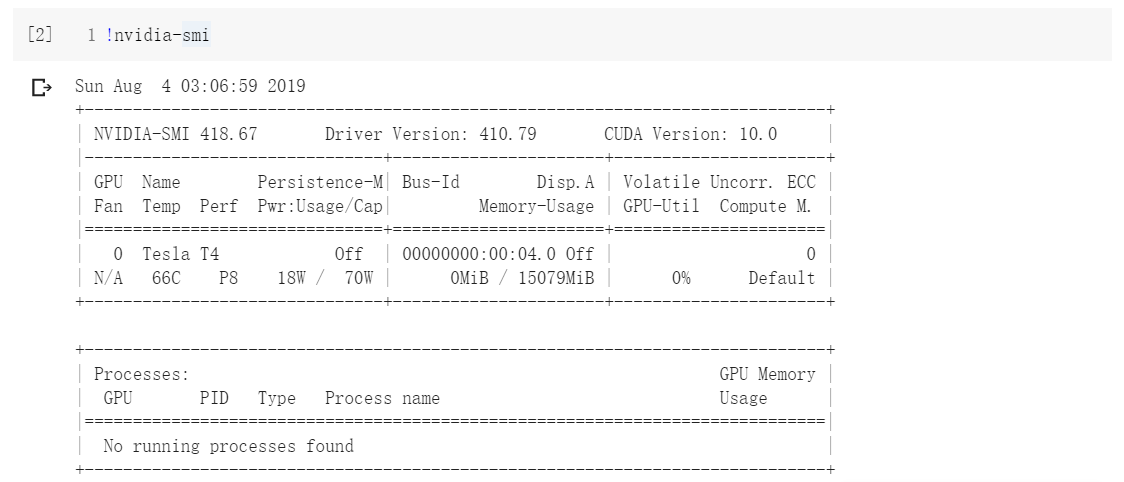 [2] 1 !nvidia-smi
Sun Aug  4 03:06:59 2019
+-----------------------------------------------------------------------------+
| NVIDIA-SMI 418.67       Driver Version: 410.79       CUDA Version: 10.0     |
|-------------------------------+----------------------+----------------------+
| GPU  Name        Persistence-M| Bus-Id        Disp.A | Volatile Uncorr. ECC |
| Fan  Temp  Perf  Pwr:Usage/Cap|         Memory-Usage | GPU-Util  Compute M. |
|===============================+======================+======================|
|   0  Tesla T4            Off  | 00000000:00:04.0 Off |                    0 |
| N/A   66C    P8    18W /  70W |      0MiB / 15079MiB |      0%      Default |
+-------------------------------+----------------------+----------------------+
+-----------------------------------------------------------------------------+
| Processes:                                                       GPU Memory |
|  GPU       PID   Type   Process name                             Usage      |
|=============================================================================|
|  No running processes found                                                 |
+-----------------------------------------------------------------------------+